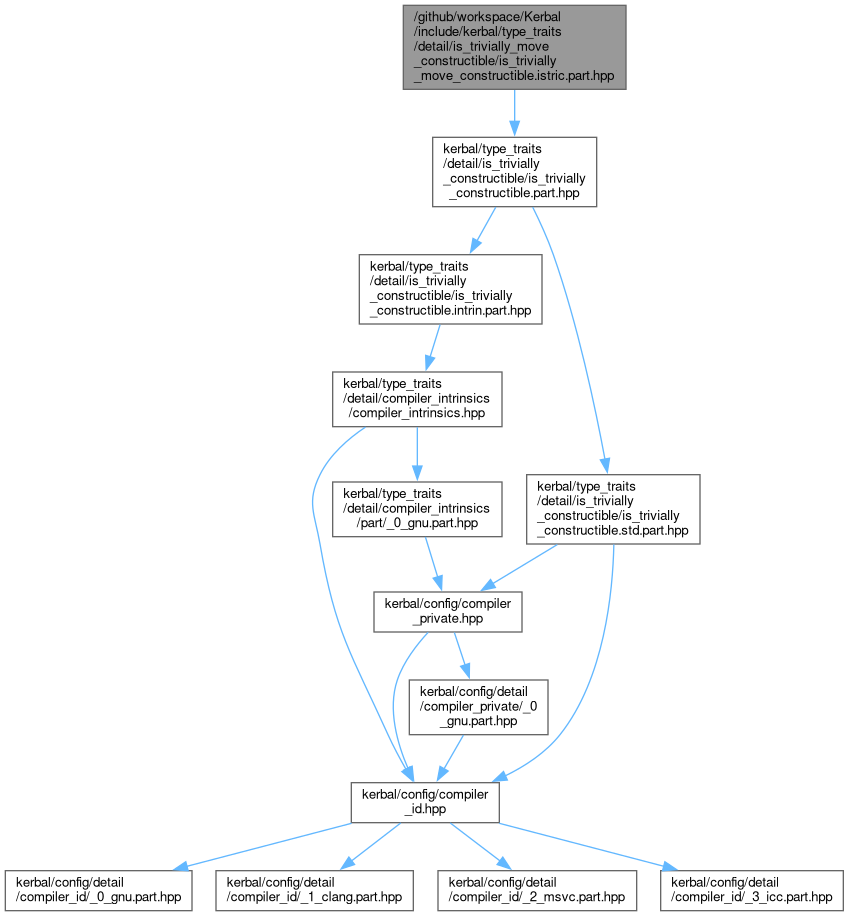 /github/workspace/Kerbal
/include/kerbal/type_traits
/detail/is_trivially_move
_constructible/is_trivially
_move_constructible.istric.part.hpp
kerbal/type_traits
/detail/is_trivially
_constructible/is_trivially
_constructible.part.hpp
kerbal/type_traits
/detail/is_trivially
_constructible/is_trivially
_constructible.intrin.part.hpp
kerbal/type_traits
/detail/compiler_intrinsics
/compiler_intrinsics.hpp
kerbal/type_traits
/detail/compiler_intrinsics
/part/_0_gnu.part.hpp
kerbal/type_traits
/detail/is_trivially
_constructible/is_trivially
_constructible.std.part.hpp
kerbal/config/compiler
_private.hpp
kerbal/config/detail
/compiler_private/_0
_gnu.part.hpp
kerbal/config/compiler
_id.hpp
kerbal/config/detail
/compiler_id/_0_gnu.part.hpp
kerbal/config/detail
/compiler_id/_1_clang.part.hpp
kerbal/config/detail
/compiler_id/_2_msvc.part.hpp
kerbal/config/detail
/compiler_id/_3_icc.part.hpp